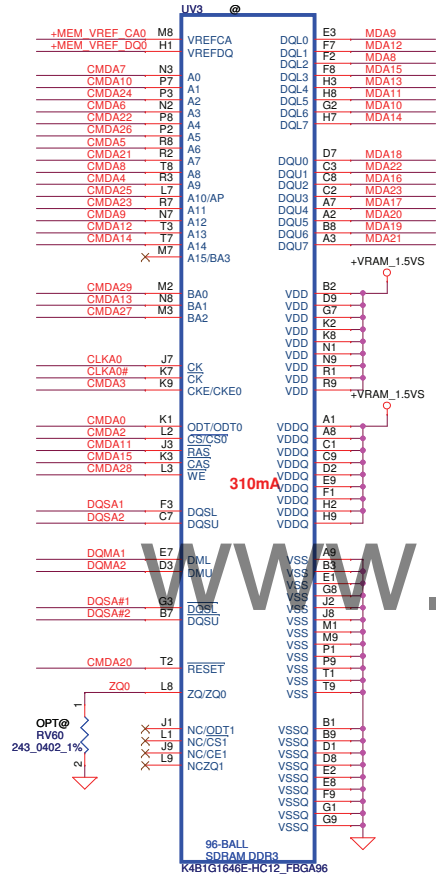 UV3 @
+MEM_VREF_CA0 M8 VREFCA
+MEM_VREF_DQ0 H1 VREFDQ
CMDA7 N3 A0
CMDA10 P7 A1
CMDA24 P3 A2
CMDA6 N2 A3
CMDA22 P8 A4
CMDA26 P2 A5
CMDA5 R8 A6
CMDA21 R2 A7
CMDA8 T8 A8
CMDA4 R3 A9
CMDA25 L7 A10/AP
CMDA23 R7 A11
CMDA9 N7 A12
CMDA12 T3 A13
CMDA14 T7 A14
M7 A15/BA3
CMDA29 M2 BA0
CMDA13 N8 BA1
CMDA27 M3 BA2
CLKA0 J7 CK
CLKA0# K7 CK
CMDA3 K9 CKE/CKE0
CMDA0 K1 ODT/ODT0
CMDA2 L2 CS/CS0
CMDA11 J3 RAS
CMDA15 K3 CAS
CMDA28 L3 WE
310mA
DQSA1 F3 DQSL
DQSA2 C7 DQSU
DQMA1 E7 DML
DQMA2 D3 DMU
DQSA#1 G3 DQSL
DQSA#2 B7 DQSU
CMDA20 T2 RESET
ZQ0 L8 ZQ/ZQ0
1
OPT@
RV60
243_0402_1%
2
J1 NC/ODT1
L1 NC/CS1
J9 NC/CE1
L9 NCZQ1
DQL0 E3 MDA9
DQL1 F7 MDA12
DQL2 F2 MDA8
DQL3 F8 MDA15
DQL4 H3 MDA13
DQL5 H8 MDA11
DQL6 G2 MDA10
DQL7 H7 MDA14
DQU0 D7 MDA18
DQU1 C3 MDA22
DQU2 C8 MDA16
DQU3 C2 MDA23
DQU4 A7 MDA17
DQU5 A2 MDA20
DQU6 B8 MDA19
DQU7 A3 MDA21
+VRAM_1.5VS
VDD B2
VDD D9
VDD G7
VDD K2
VDD K8
VDD N1
VDD N9
VDD R1
VDD R9
+VRAM_1.5VS
VDDQ A1
VDDQ A8
VDDQ C1
VDDQ C9
VDDQ D2
VDDQ E9
VDDQ F1
VDDQ H2
VDDQ H9
VSS A9
VSS B3
VSS E1
VSS G8
VSS J2
VSS J8
VSS M1
VSS M9
VSS P1
VSS P9
VSS T1
VSS T9
VSSQ B1
VSSQ B9
VSSQ D1
VSSQ D8
VSSQ E2
VSSQ E8
VSSQ F9
VSSQ G1
VSSQ G9
www.
96-BALL
SDRAM DDR3
K4B1G1646E-HC12_FBGA96